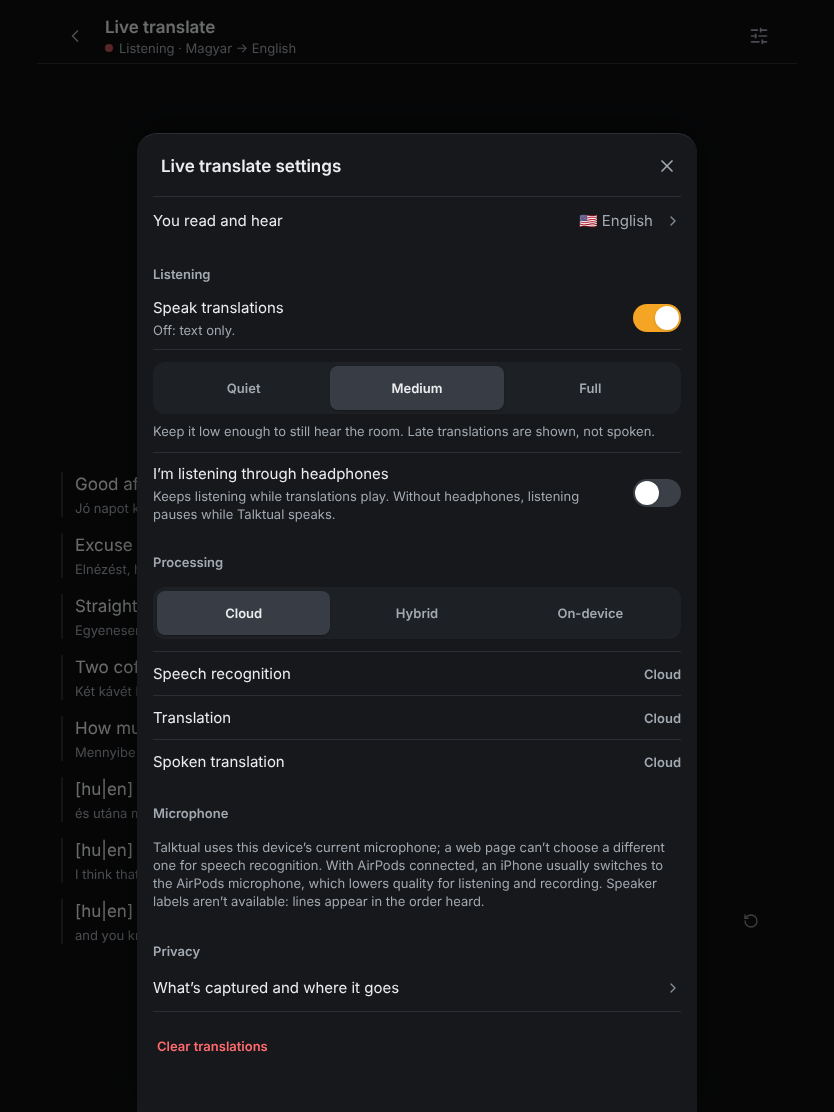 Live translate
Listening · Magyar → English
Live translate settings
You read and hear
English
Listening
Speak translations
Off: text only.
Quiet
Medium
Full
Keep it low enough to still hear the room. Late translations are shown, not spoken.
I’m listening through headphones
Keeps listening while translations play. Without headphones, listening
pauses while Talktual speaks.
Processing
Cloud
Hybrid
On-device
Speech recognition
Cloud
Translation
Cloud
Spoken translation
Cloud
Microphone
Talktual uses this device’s current microphone; a web page can’t choose a different
one for speech recognition. With AirPods connected, an iPhone usually switches to
the AirPods microphone, which lowers quality for listening and recording. Speaker
labels aren’t available: lines appear in the order heard.
Privacy
What’s captured and where it goes
Clear translations
Good af
Jó napot k
Excuse
Elnézést,
Straight
Egyenesen
Two cof
Két kávét
How mu
Mennyibe
[hu|en]
és utána m
[hu|en]
I think that
[hu|en]
and you kn